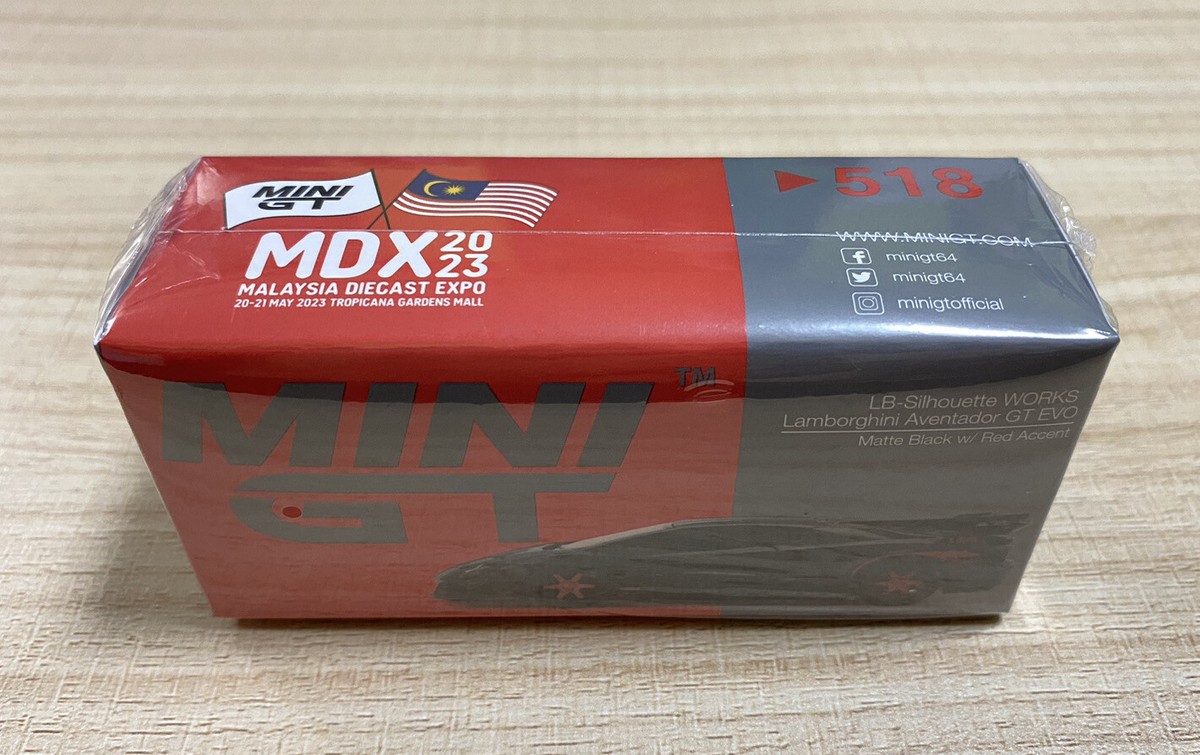 MINI
GT
MDX 2023
MALAYSIA DIECAST EXPO
20-21 MAY 2023 TROPICANA GARDENS MALL
518
WWW.MINIGT.COM
minigt64
minigt64
minigtofficial
MINI
GT
TM
LB-Silhouette WORKS
Lamborghini Aventador GT EVO
Matte Black w/ Red Accent